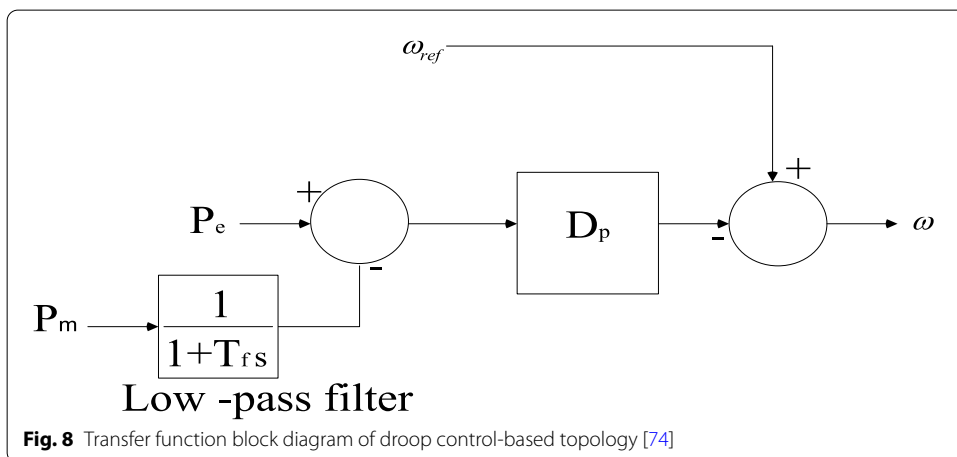 ω_ref
+
+
P_e
D_p
-
ω
-
P_m
1
1+T_f s
Low -pass filter
Fig. 8 Transfer function block diagram of droop control-based topology [74]